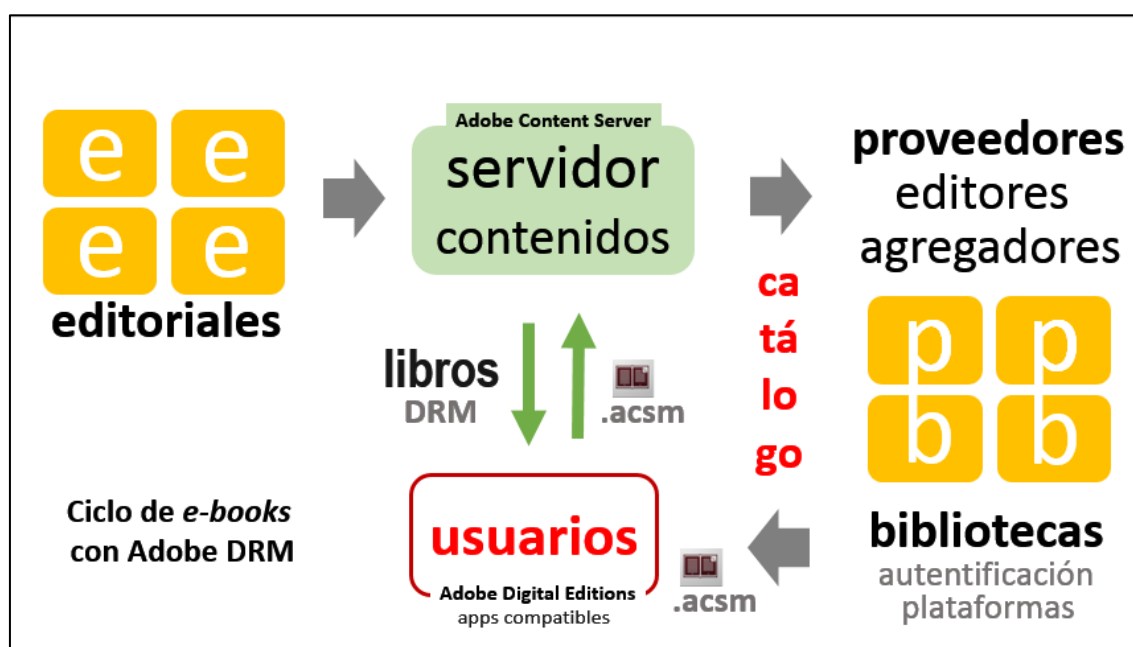 e e
e e
editoriales
Adobe Content Server
servidor
contenidos
proveedores
editores
agregadores
ca
tá
lo
go
p p
b b
libros
DRM
.acsm
Ciclo de e-books
con Adobe DRM
usuarios
Adobe Digital Editions
apps compatibles
.acsm
bibliotecas
autentificación
plataformas